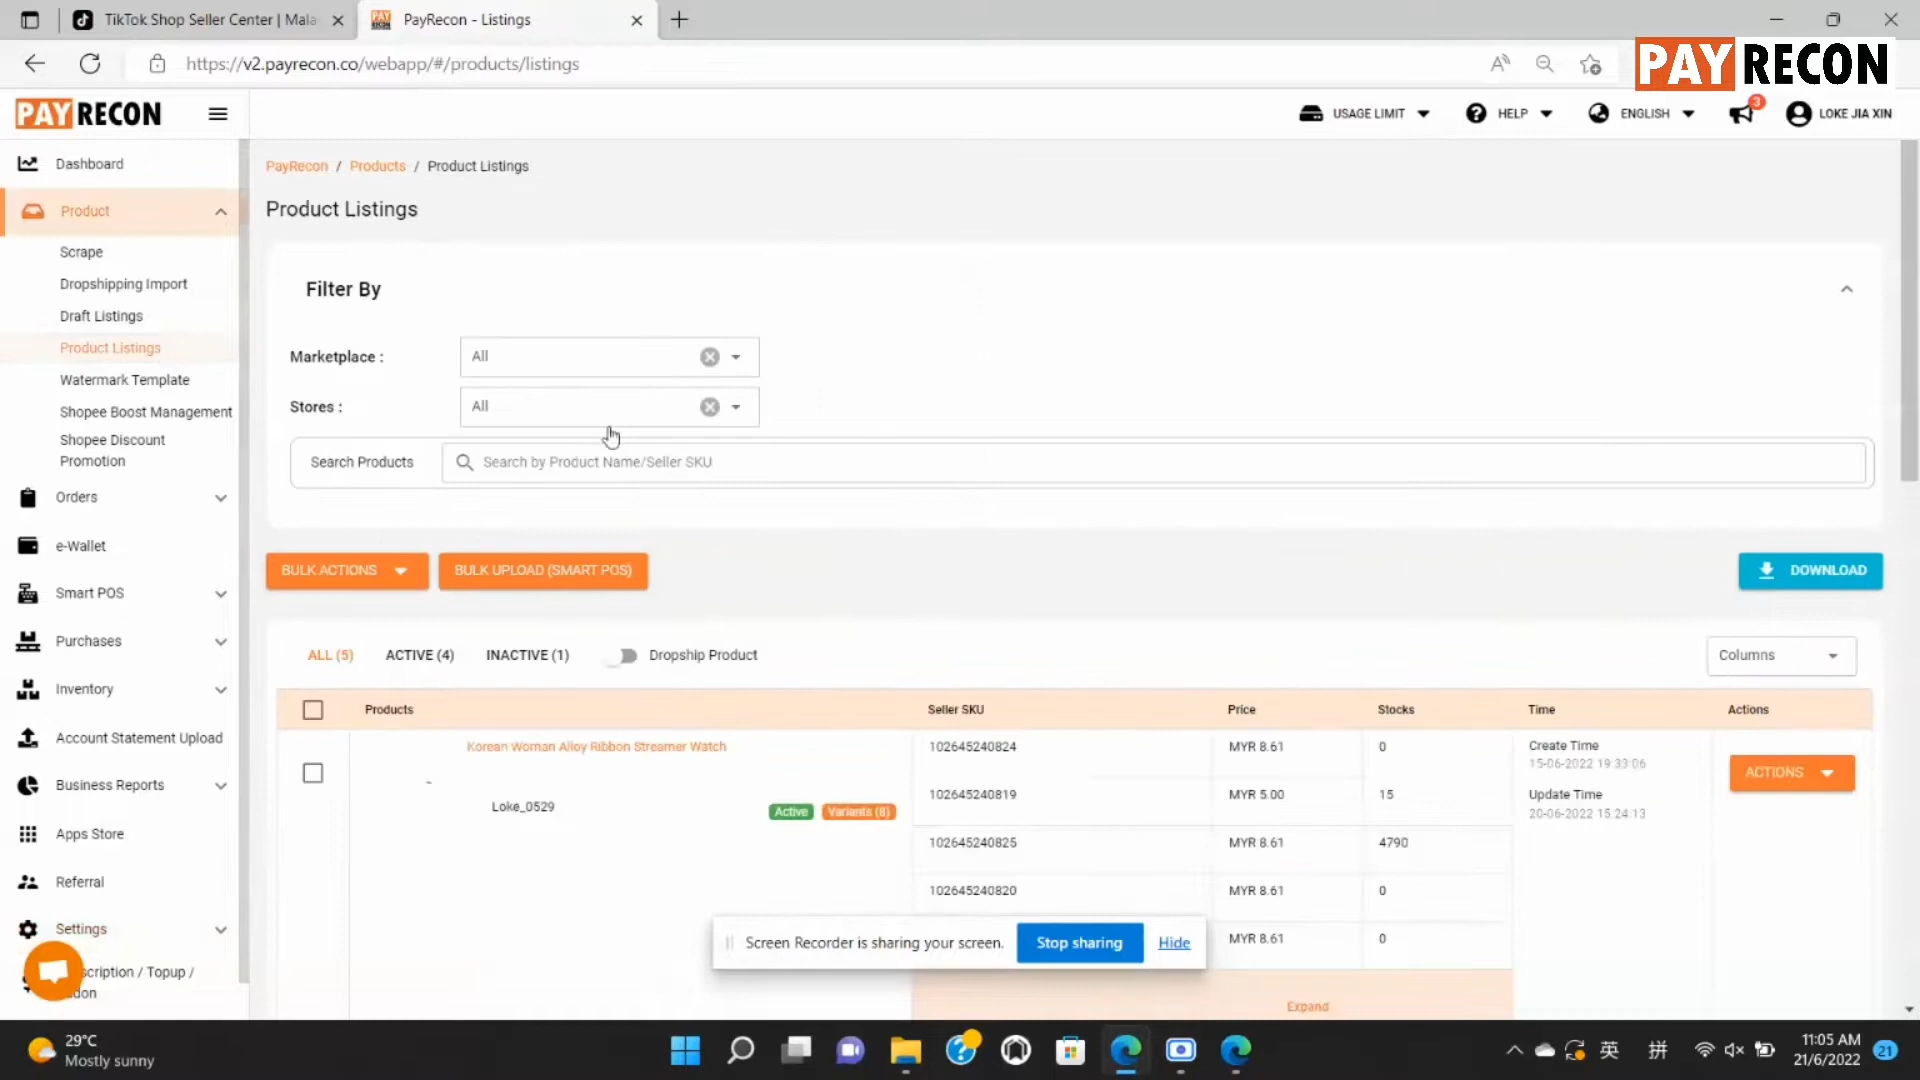 TikTok Shop Seller Center | Mala
PayRecon - Listings
https://v2.payrecon.co/webapp/#/products/listings
PAYRECON
PAYRECON
USAGE LIMIT
HELP
ENGLISH
3
LOKE JIA XIN
Dashboard
Product
Scrape
Dropshipping Import
Draft Listings
Product Listings
Watermark Template
Shopee Boost Management
Shopee Discount
Promotion
Orders
e-Wallet
Smart POS
Purchases
Inventory
Account Statement Upload
Business Reports
Apps Store
Referral
Settings
scription / Topup /
don
PayRecon / Products / Product Listings
Product Listings
Filter By
Marketplace : All
Stores : All
Search Products Search by Product Name/Seller SKU
BULK ACTIONS BULK UPLOAD (SMART POS) DOWNLOAD
ALL (5) ACTIVE (4) INACTIVE (1) Dropship Product Columns
Products Seller SKU Price Stocks Time Actions
Korean Woman Alloy Ribbon Streamer Watch
-
Loke_0529
Active Variants (8)
102645240824 MYR 8.61 0
102645240819 MYR 5.00 15
102645240825 MYR 8.61 4790
102645240820 MYR 8.61 0
MYR 8.61 0
Create Time
15-06-2022 19:33:06
Update Time
20-06-2022 15:24:13
ACTIONS
Expand
Screen Recorder is sharing your screen. Stop sharing Hide
29°C
Mostly sunny
英 拼
11:05 AM
21/6/2022
21